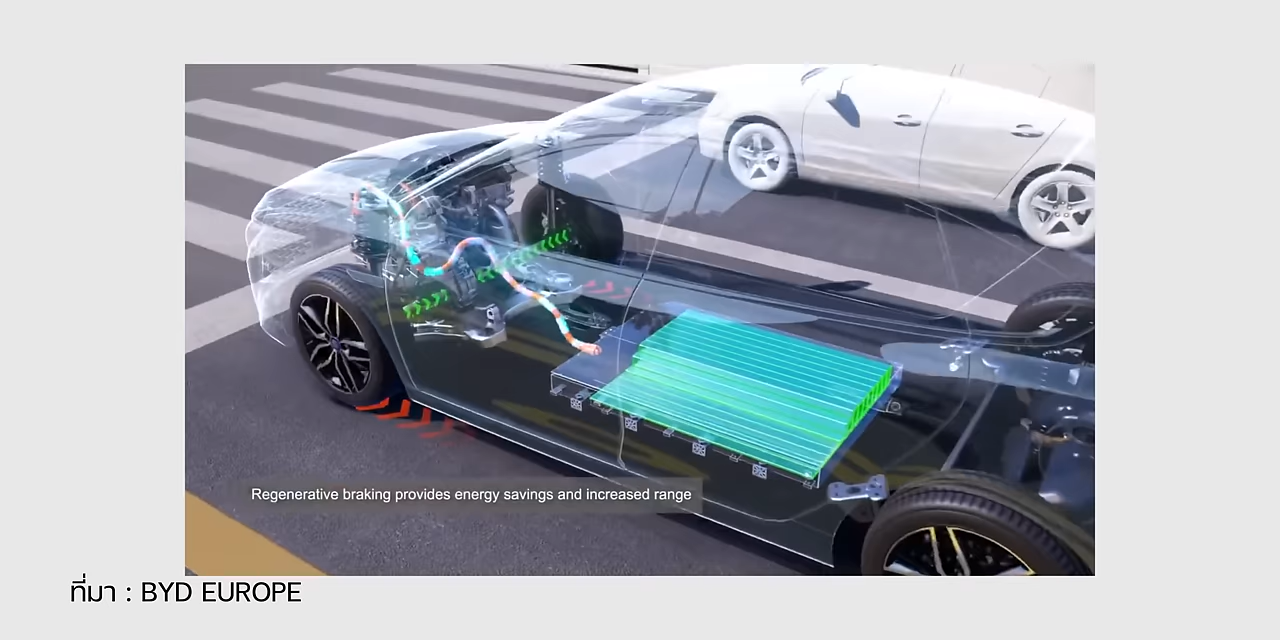 Regenerative braking provides energy savings and increased range
ที่มา : BYD EUROPE